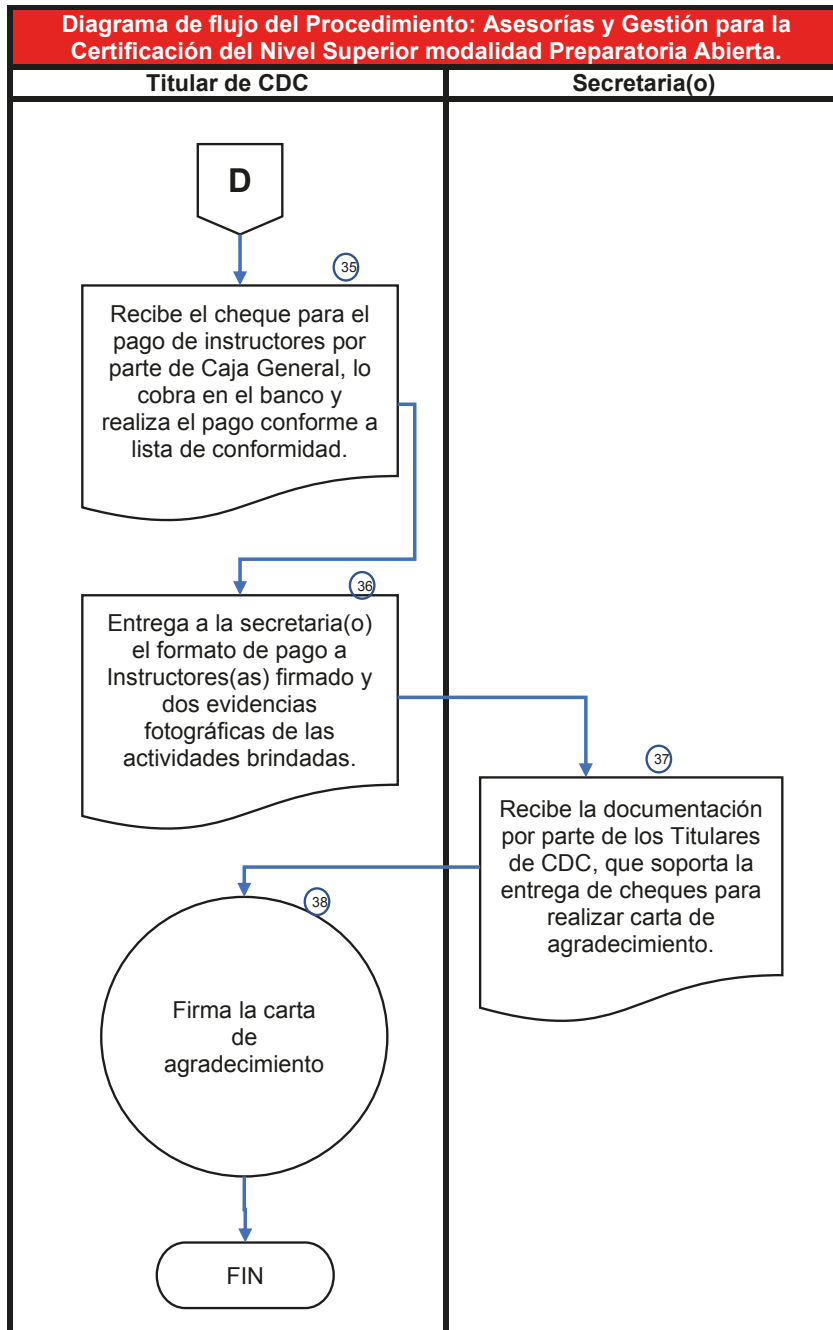 Diagrama de flujo del Procedimiento: Asesorías y Gestión para la
Certificación del Nivel Superior modalidad Preparatoria Abierta.
Titular de CDC
Secretaria(o)
D
35
Recibe el cheque para el
pago de instructores por
parte de Caja General, lo
cobra en el banco y
realiza el pago conforme a
lista de conformidad.
36
Entrega a la secretaria(o)
el formato de pago a
Instructores(as) firmado y
dos evidencias
fotográficas de las
actividades brindadas.
37
Recibe la documentación
por parte de los Titulares
de CDC, que soporta la
entrega de cheques para
realizar carta de
agradecimiento.
38
Firma la carta
de
agradecimiento
FIN